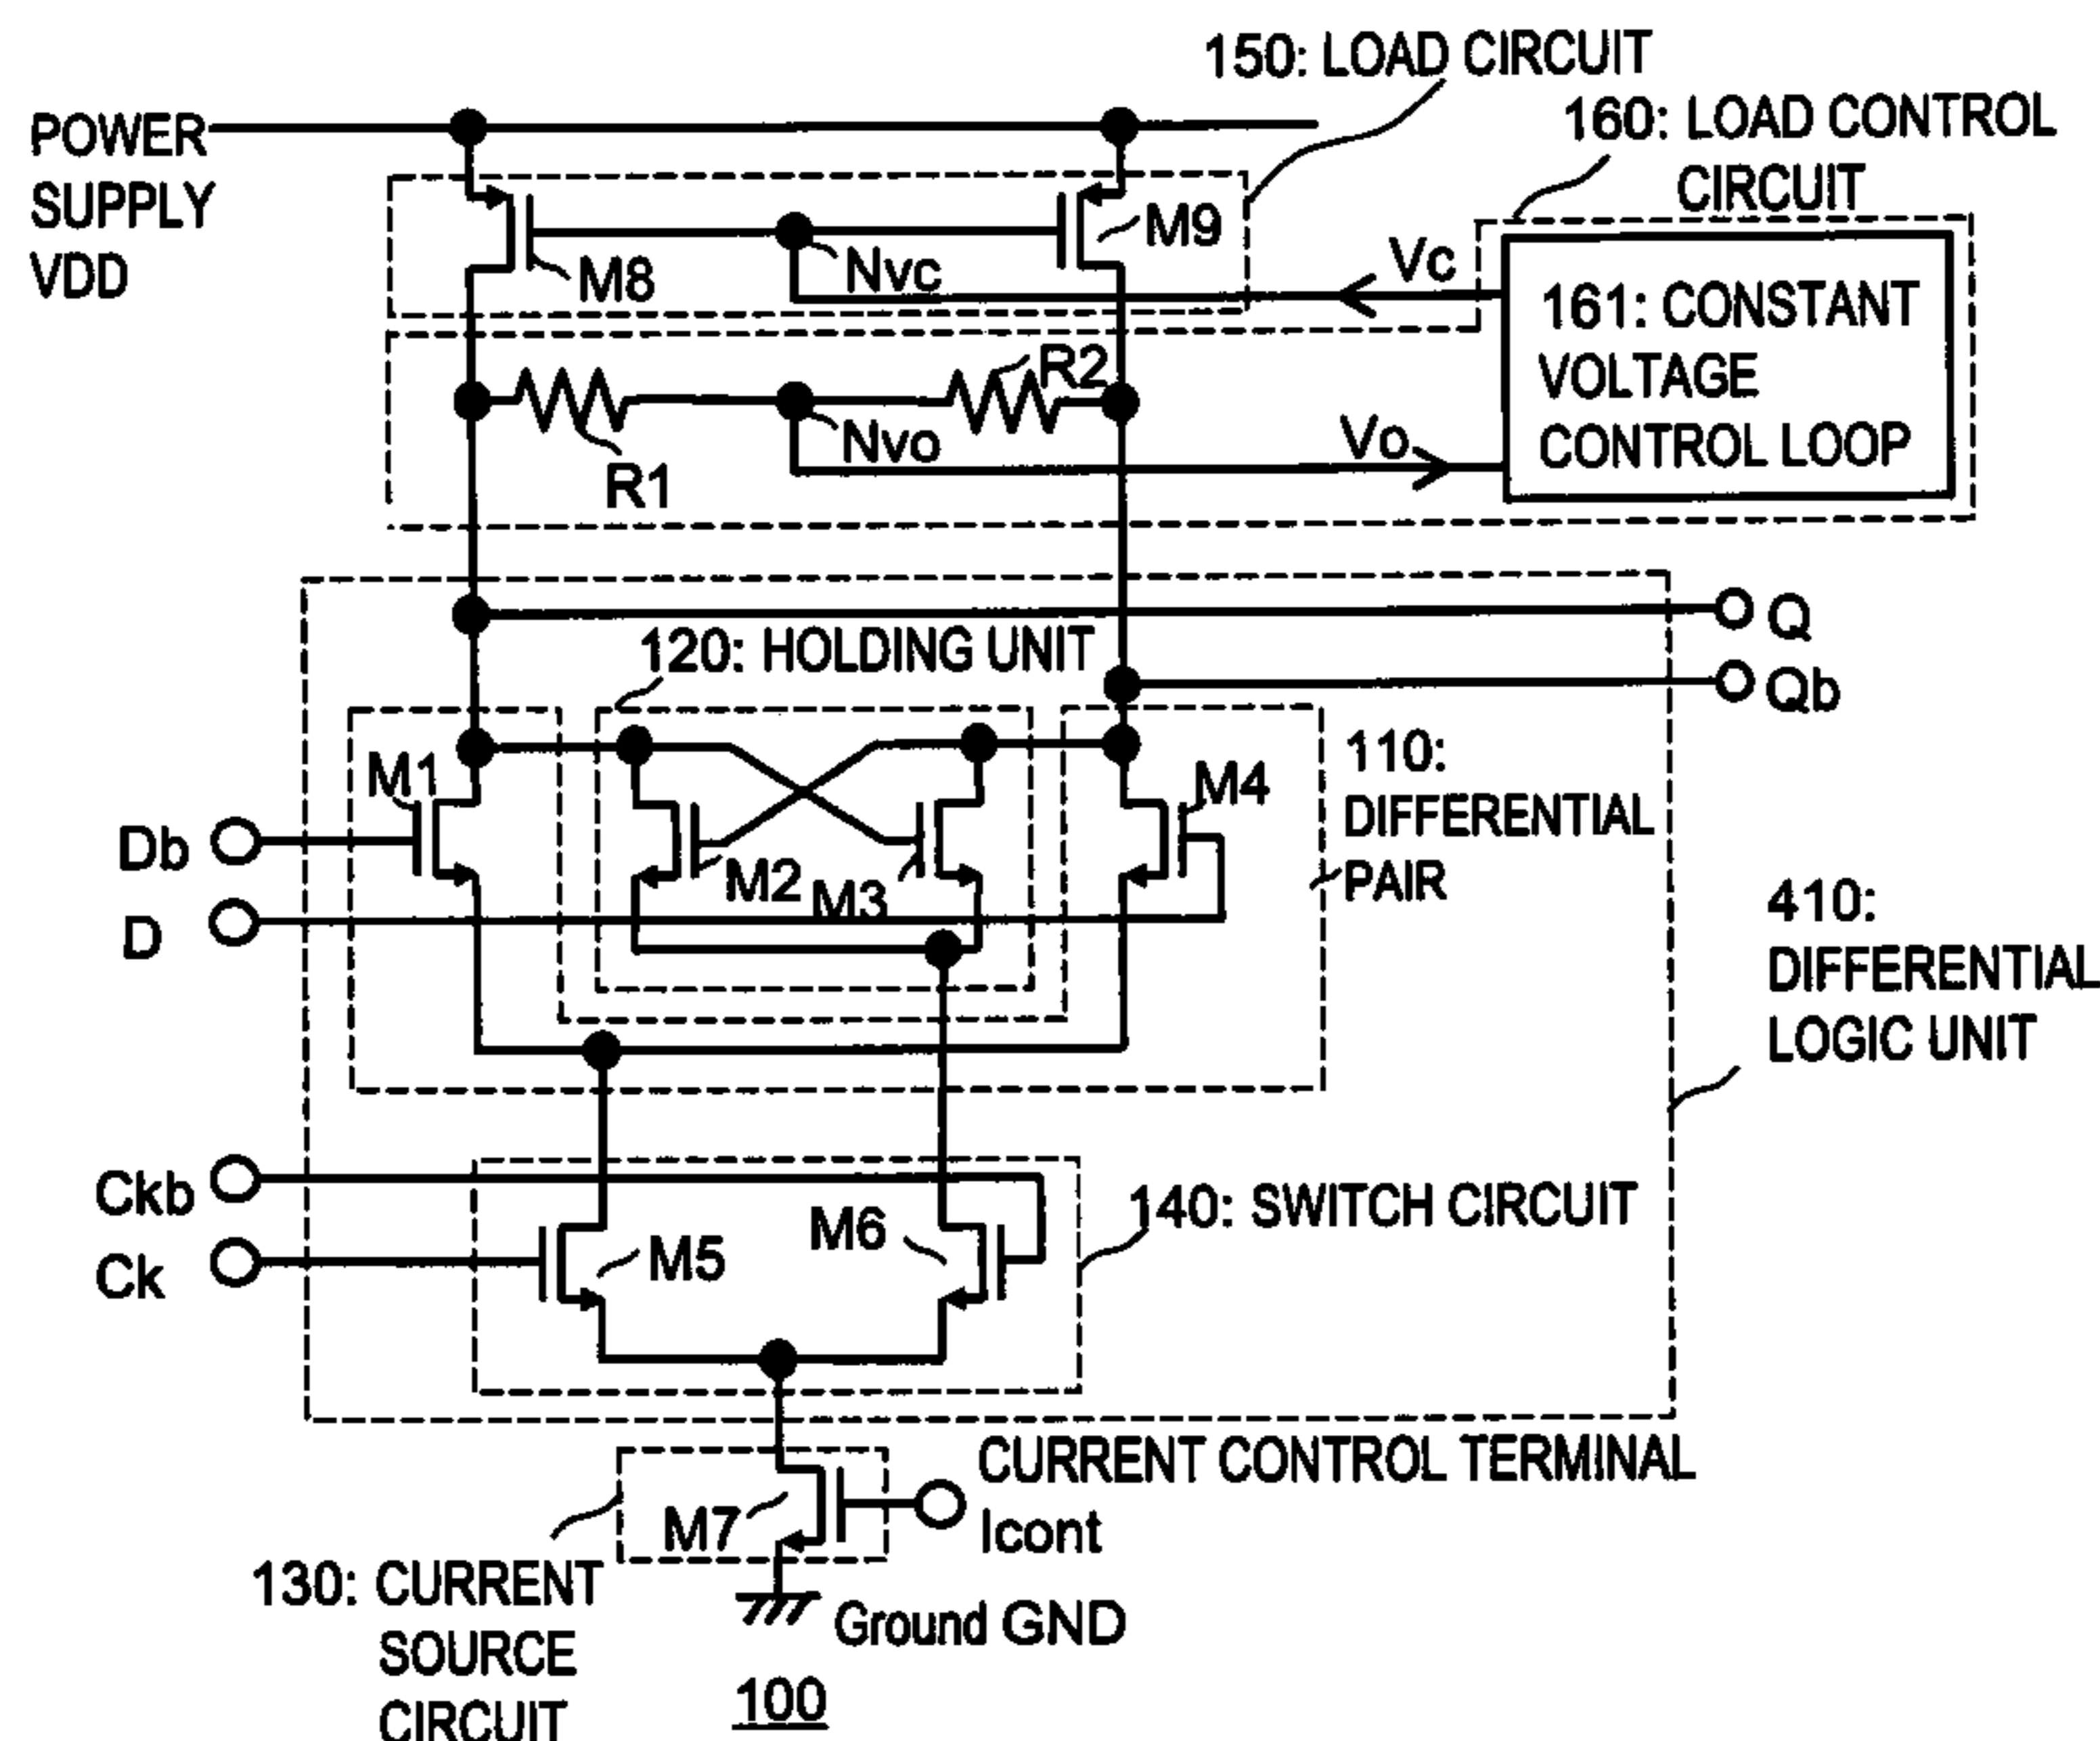 150: LOAD CIRCUIT
160: LOAD CONTROL
CIRCUIT
POWER
SUPPLY
VDD
M8
Nvc
M9
Vc
161: CONSTANT
VOLTAGE
CONTROL LOOP
R2
Nvo
R1
Vo
Q
Qb
120: HOLDING UNIT
M1
M2
M3
M4
Db
D
110:
DIFFERENTIAL
PAIR
410:
DIFFERENTIAL
LOGIC UNIT
Ckb
Ck
M5
M6
140: SWITCH CIRCUIT
CURRENT CONTROL TERMINAL
Icont
M7
130: CURRENT
SOURCE
CIRCUIT
Ground GND
100